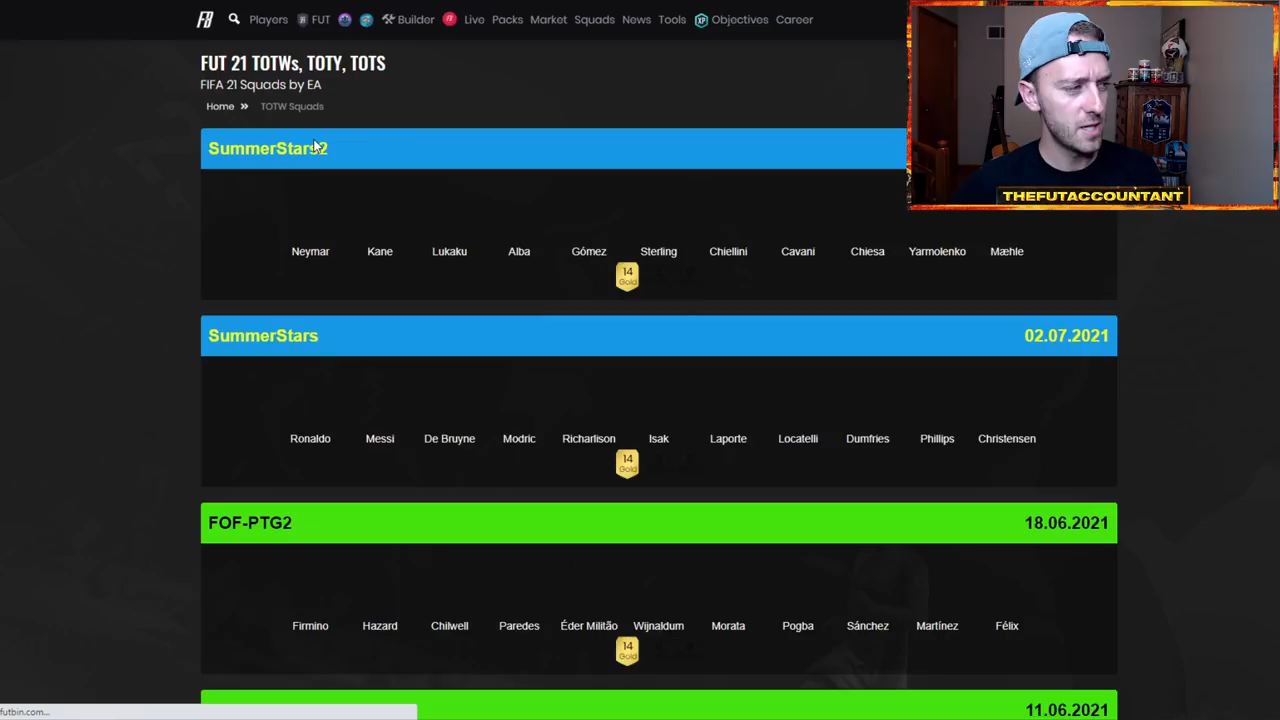 FB Players FUT Builder Live Packs Market Squads News Tools XP Objectives Career
FUT 21 TOTWs, TOTY, TOTS
FIFA 21 Squads by EA
Home » TOTW Squads
SummerStars2
Neymar Kane Lukaku Alba Gómez Sterling Chiellini Cavani Chiesa Yarmolenko Mæhle
14
Gold
SummerStars 02.07.2021
Ronaldo Messi De Bruyne Modric Richarlison Isak Laporte Locatelli Dumfries Phillips Christensen
14
Gold
FOF-PTG2 18.06.2021
Firmino Hazard Chilwell Paredes Éder Militão Wijnaldum Morata Pogba Sánchez Martínez Félix
14
Gold
11.06.2021
futbin.com...
THEFUTACCOUNTANT